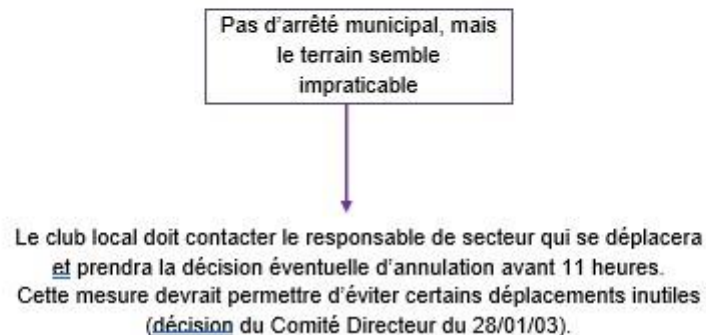 Pas d'arrêté municipal, mais
le terrain semble
impraticable
Le club local doit contacter le responsable de secteur qui se déplacera
et prendra la décision éventuelle d'annulation avant 11 heures.
Cette mesure devrait permettre d'éviter certains déplacements inutiles
(décision du Comité Directeur du 28/01/03).